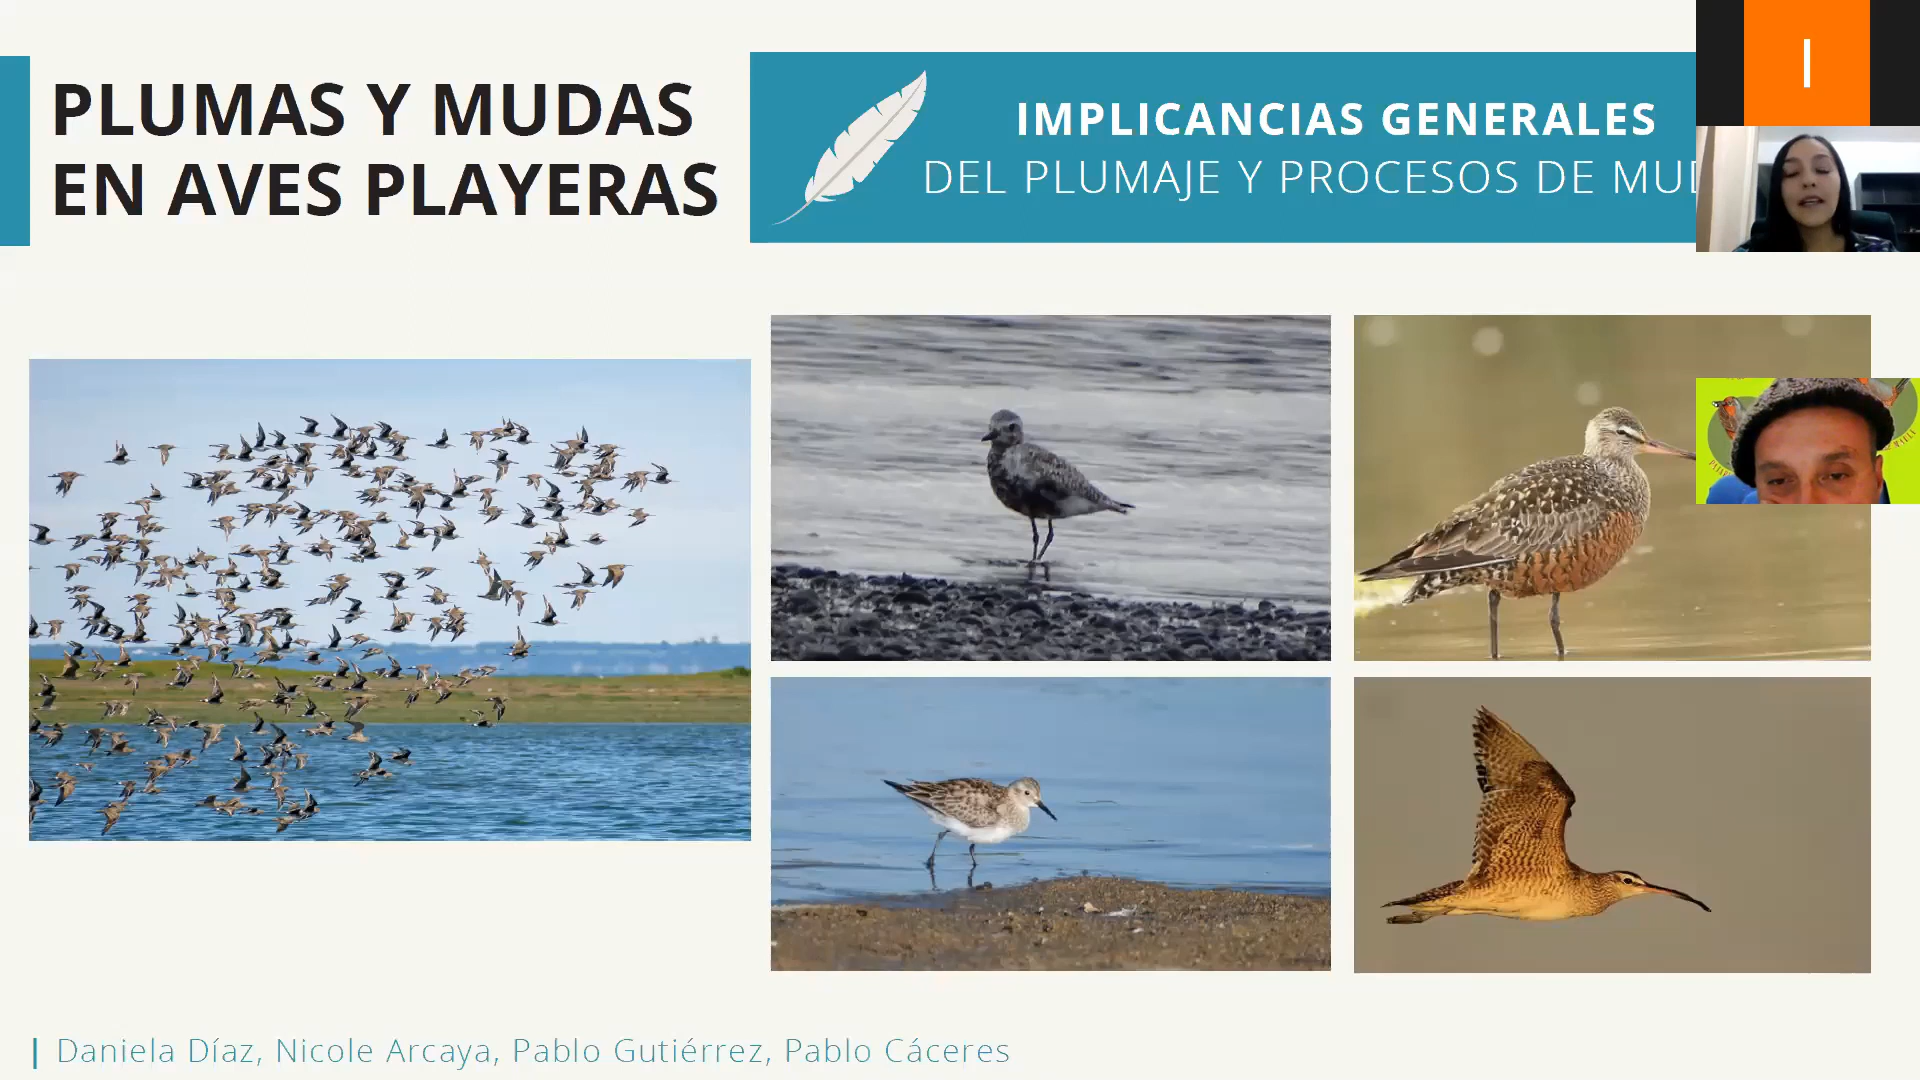 PLUMAS Y MUDAS
EN AVES PLAYERAS
IMPLICANCIAS GENERALES
DEL PLUMAJE Y PROCESOS DE MUD
I
Daniela Díaz, Nicole Arcaya, Pablo Gutiérrez, Pablo Cáceres